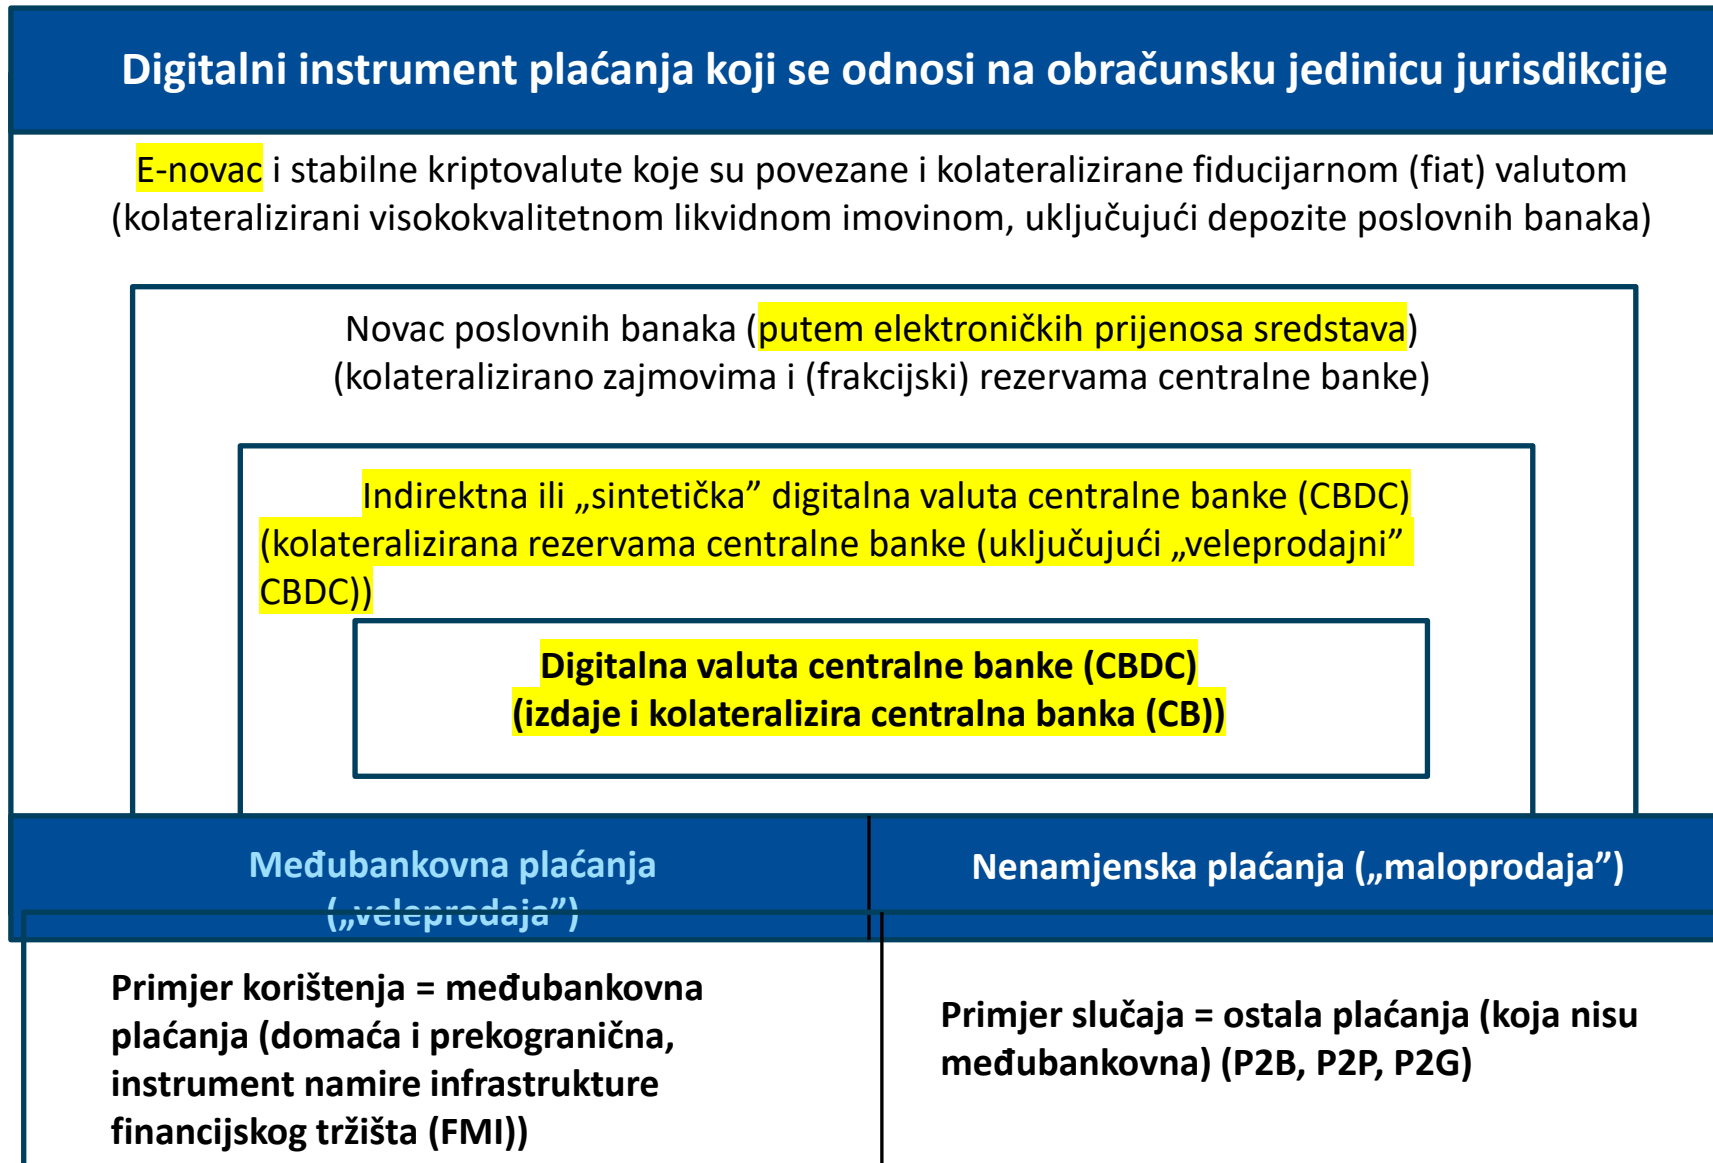 Digitalni instrument plaćanja koji se odnosi na obračunsku jedinicu jurisdikcije
E-novac i stabilne kriptovalute koje su povezane i kolateralizirane fiducijarnom (fiat) valutom
(kolateralizirani visokokvalitetnom likvidnom imovinom, uključujući depozite poslovnih banaka)
Novac poslovnih banaka (putem elektroničkih prijenosa sredstava)
(kolateralizirano zajmovima i (frakcijski) rezervama centralne banke)
Indirektna ili „sintetička” digitalna valuta centralne banke (CBDC)
(kolateralizirana rezervama centralne banke (uključujući „veleprodajni”
CBDC))
Digitalna valuta centralne banke (CBDC)
(izdaje i kolateralizira centralna banka (CB))
Međubankovna plaćanja
(„veleprodaja”)
Nenamjenska plaćanja („maloprodaja”)
Primjer korištenja = međubankovna
plaćanja (domaća i prekogranična,
instrument namire infrastrukture
financijskog tržišta (FMI))
Primjer slučaja = ostala plaćanja (koja nisu
međubankovna) (P2B, P2P, P2G)